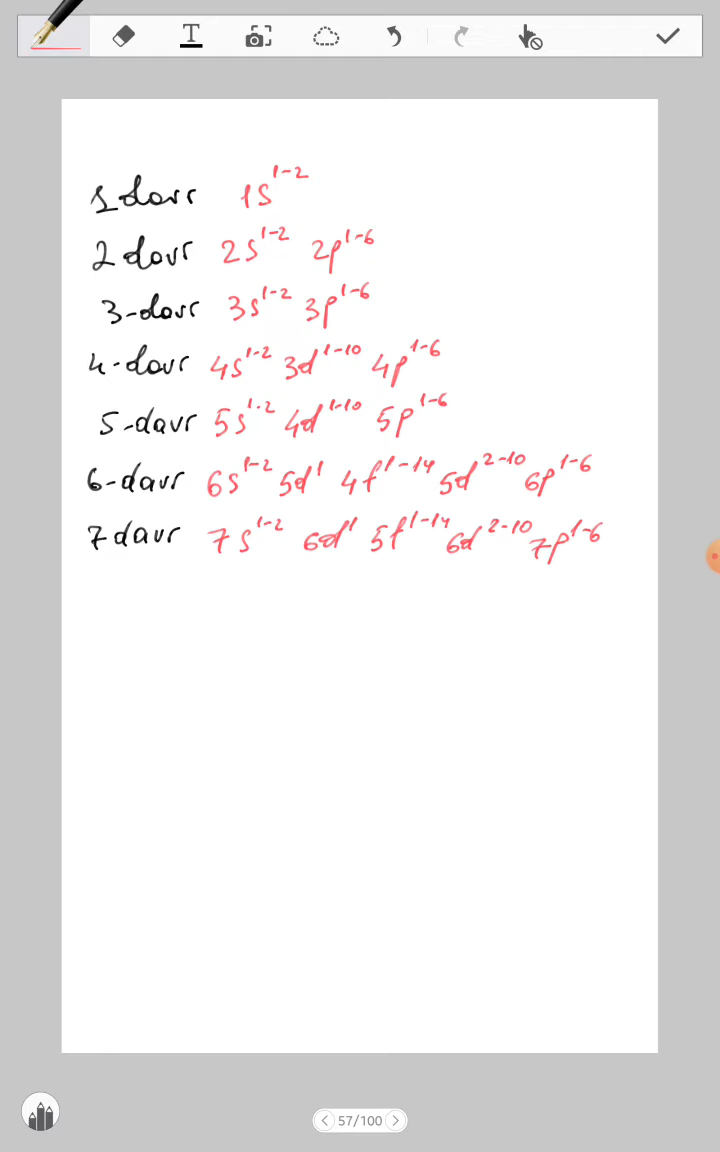 T
1 davr 1s¹⁻²
2 davr 2s¹⁻² 2p¹⁻⁶
3-davr 3s¹⁻² 3p¹⁻⁶
4-davr 4s¹⁻² 3d¹⁻¹⁰ 4p¹⁻⁶
5-davr 5s¹⁻² 4d¹⁻¹⁰ 5p¹⁻⁶
6-davr 6s¹⁻² 5d¹ 4f¹⁻¹⁴ 5d²⁻¹⁰ 6p¹⁻⁶
7 davr 7s¹⁻² 6d¹ 5f¹⁻¹⁴ 6d²⁻¹⁰ 7p¹⁻⁶
57/100